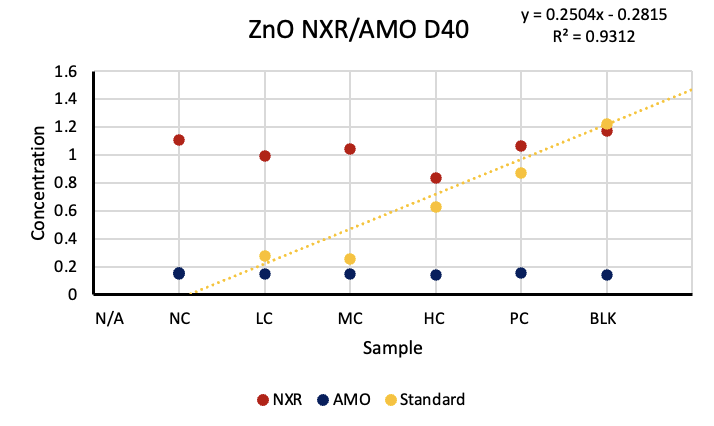 ZnO NXR/AMO D40
y = 0.2504x - 0.2815
R² = 0.9312
1.6
1.4
1.2
1
0.8
0.6
0.4
0.2
0
Concentration
N/A NC LC MC HC PC BLK
Sample
NXR AMO Standard